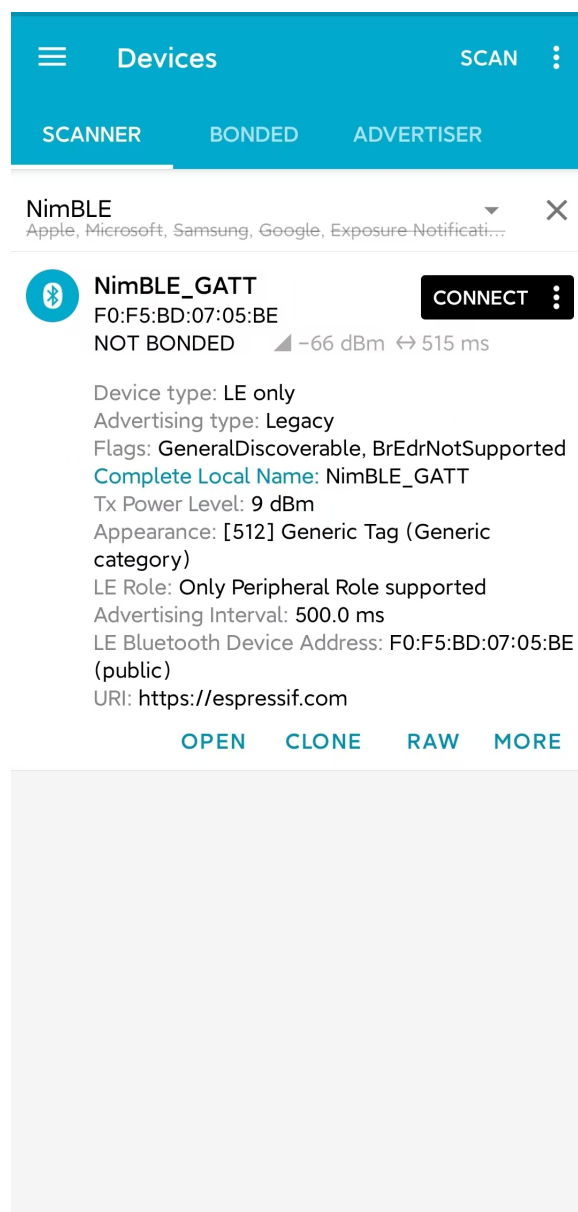 Devices
SCAN
SCANNER
BONDED
ADVERTISER
NimBLE
Apple, Microsoft, Samsung, Google, Exposure Notificati...
NimBLE_GATT
CONNECT
F0:F5:BD:07:05:BE
NOT BONDED
-66 dBm
515 ms
Device type: LE only
Advertising type: Legacy
Flags: GeneralDiscoverable, BrEdrNotSupported
Complete Local Name: NimBLE_GATT
Tx Power Level: 9 dBm
Appearance: [512] Generic Tag (Generic
category)
LE Role: Only Peripheral Role supported
Advertising Interval: 500.0 ms
LE Bluetooth Device Address: F0:F5:BD:07:05:BE
(public)
URI: https://espressif.com
OPEN
CLONE
RAW
MORE